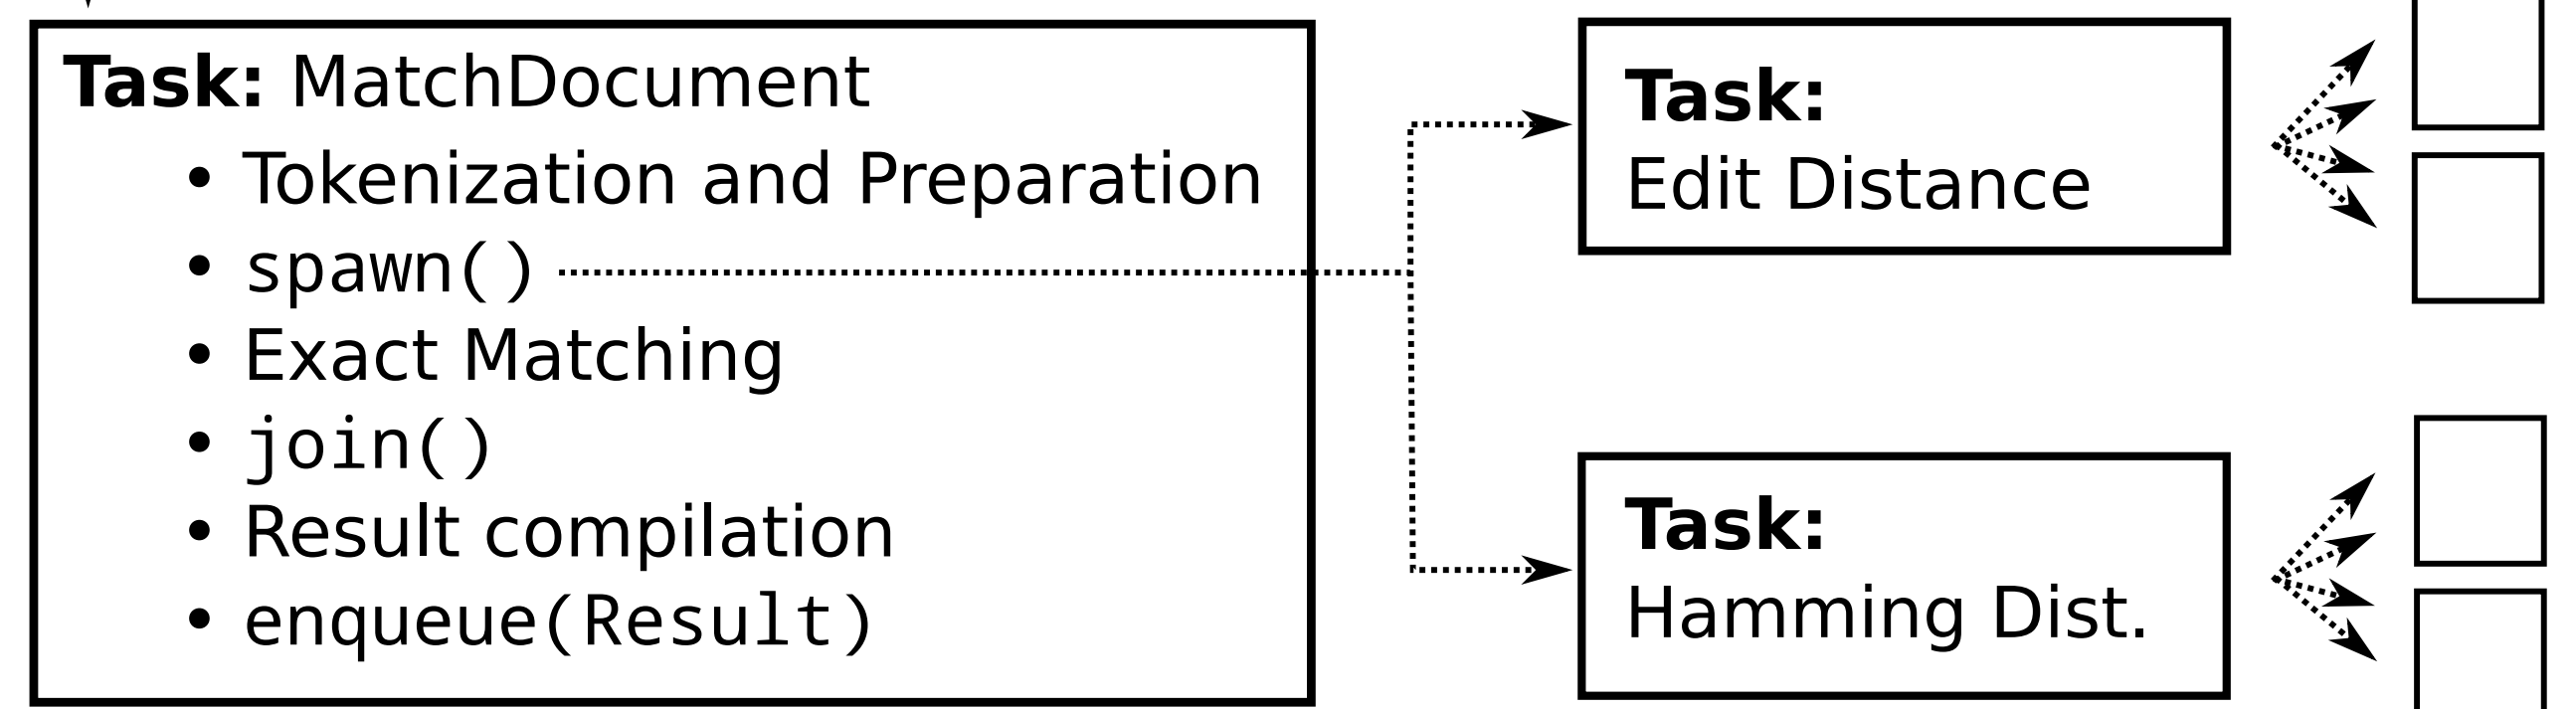 Task: MatchDocument
• Tokenization and Preparation
• spawn()
• Exact Matching
• join()
• Result compilation
• enqueue(Result)
Task:
Edit Distance
Task:
Hamming Dist.